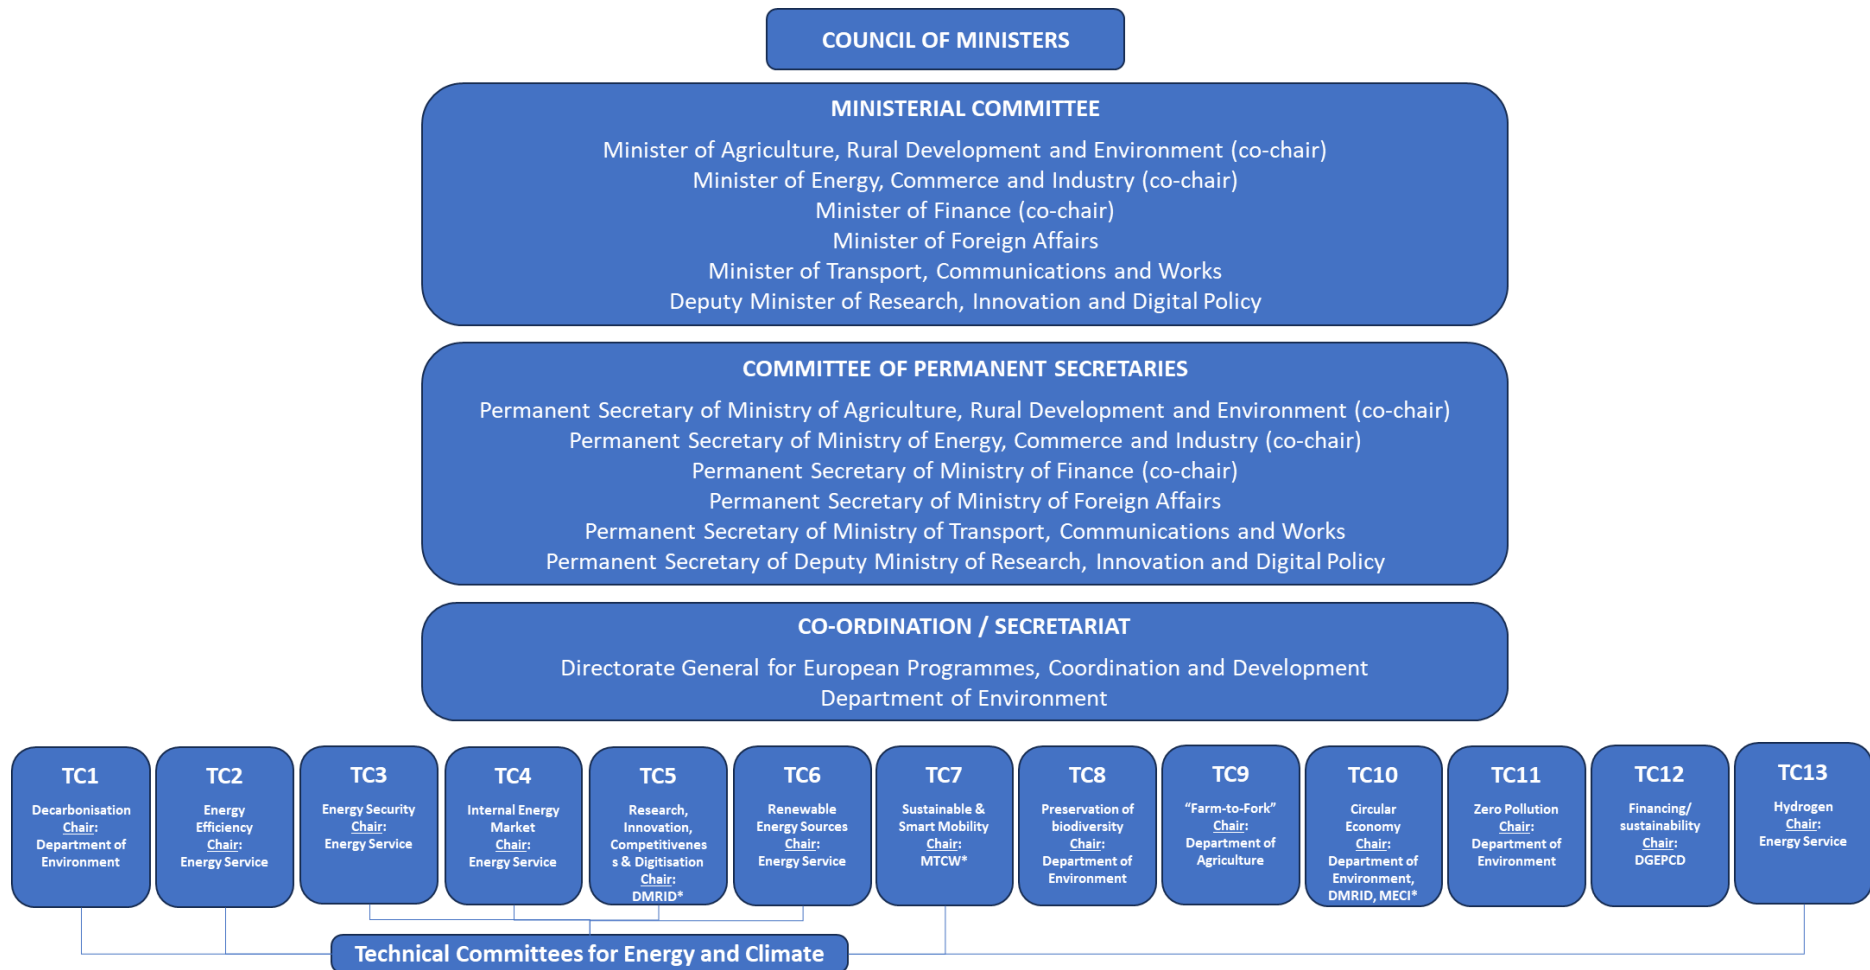 COUNCIL OF MINISTERS
MINISTERIAL COMMITTEE
Minister of Agriculture, Rural Development and Environment (co-chair)
Minister of Energy, Commerce and Industry (co-chair)
Minister of Finance (co-chair)
Minister of Foreign Affairs
Minister of Transport, Communications and Works
Deputy Minister of Research, Innovation and Digital Policy
COMMITTEE OF PERMANENT SECRETARIES
Permanent Secretary of Ministry of Agriculture, Rural Development and Environment (co-chair)
Permanent Secretary of Ministry of Energy, Commerce and Industry (co-chair)
Permanent Secretary of Ministry of Finance (co-chair)
Permanent Secretary of Ministry of Foreign Affairs
Permanent Secretary of Ministry of Transport, Communications and Works
Permanent Secretary of Deputy Ministry of Research, Innovation and Digital Policy
CO-ORDINATION / SECRETARIAT
Directorate General for European Programmes, Coordination and Development
Department of Environment
TC1
Decarbonisation
Chair:
Department of
Environment
TC2
Energy
Efficiency
Chair:
Energy Service
TC3
Energy Security
Chair:
Energy Service
TC4
Internal Energy
Market
Chair:
Energy Service
TC5
Research,
Innovation,
Competitivenes
s & Digitisation
Chair:
DMRID*
TC6
Renewable
Energy Sources
Chair:
Energy Service
TC7
Sustainable &
Smart Mobility
Chair:
MTCW*
TC8
Preservation of
biodiversity
Chair:
Department of
Environment
TC9
“Farm-to-Fork”
Chair:
Department of
Agriculture
TC10
Circular
Economy
Chair:
Department of
Environment,
DMRID, MECI*
TC11
Zero Pollution
Chair:
Department of
Environment
TC12
Financing/
sustainability
Chair:
DGEPCD
TC13
Hydrogen
Chair:
Energy Service
Technical Committees for Energy and Climate